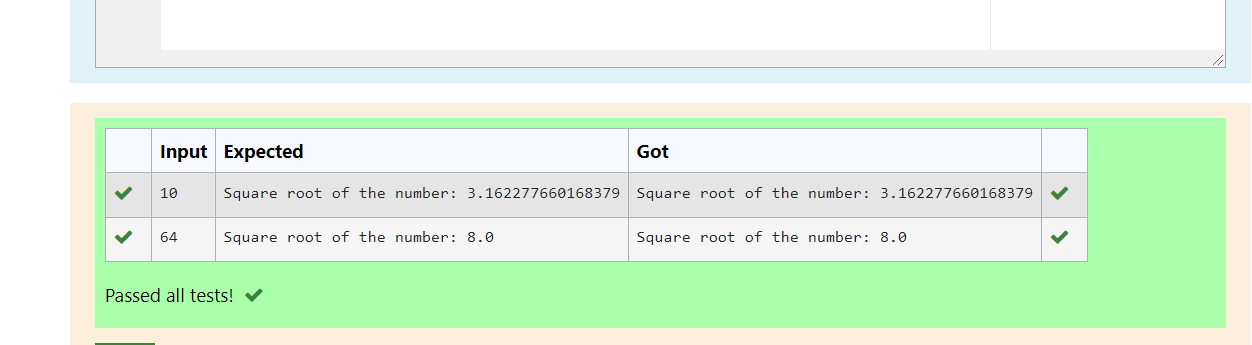 Input Expected Got
10 Square root of the number: 3.162277660168379 Square root of the number: 3.162277660168379
64 Square root of the number: 8.0 Square root of the number: 8.0
Passed all tests!